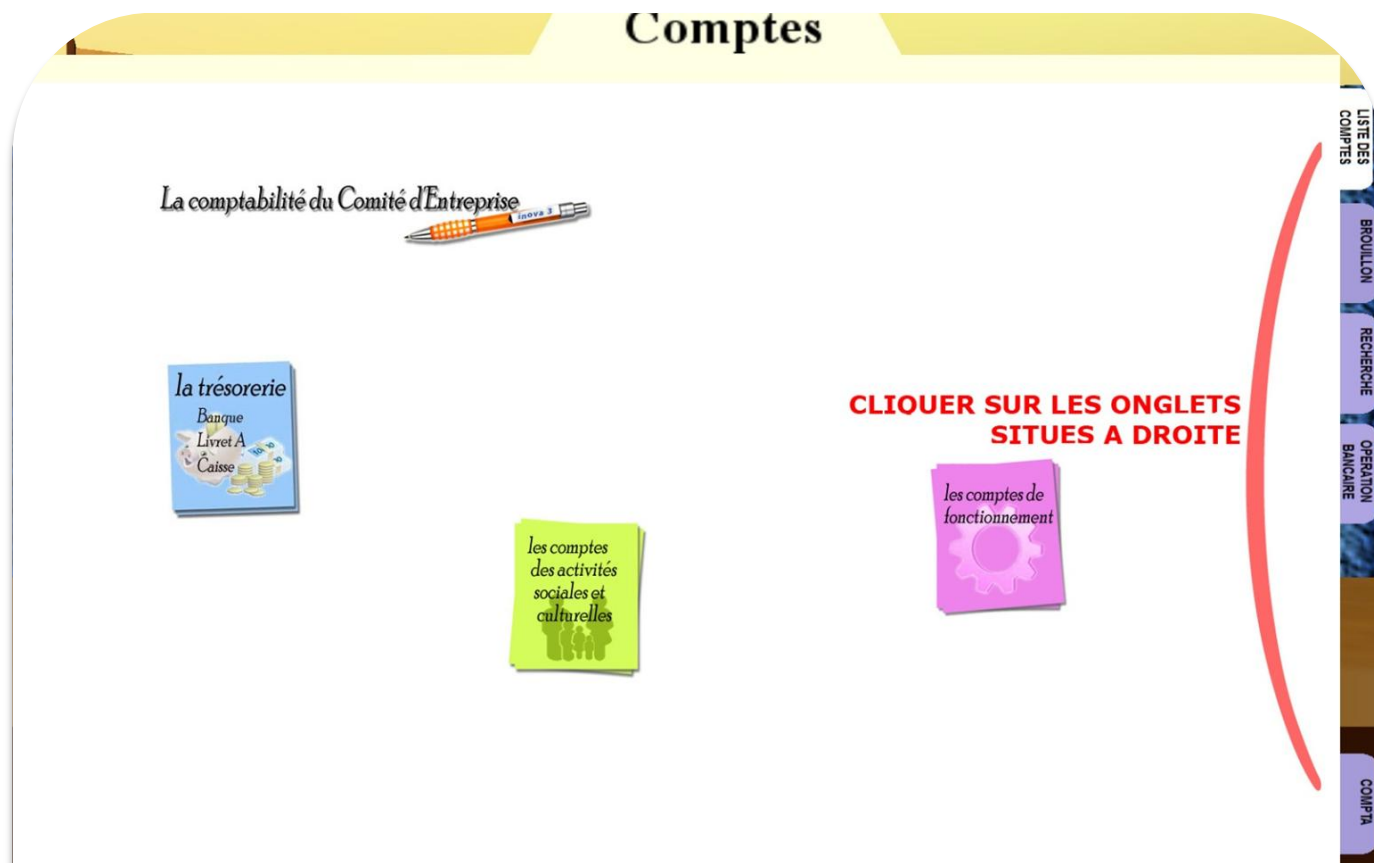 Comptes
LISTE DES
COMPTES
La comptabilité du Comité d'Entreprise
inova 3
BROUILLON
RECHERCHE
la trésorerie
Banque
Livret A
Caisse
CLIQUER SUR LES ONGLETS
SITUES A DROITE
OPERATION
BANCAIRE
les comptes de
fonctionnement
les comptes
des activités
sociales et
culturelles
COMPTA